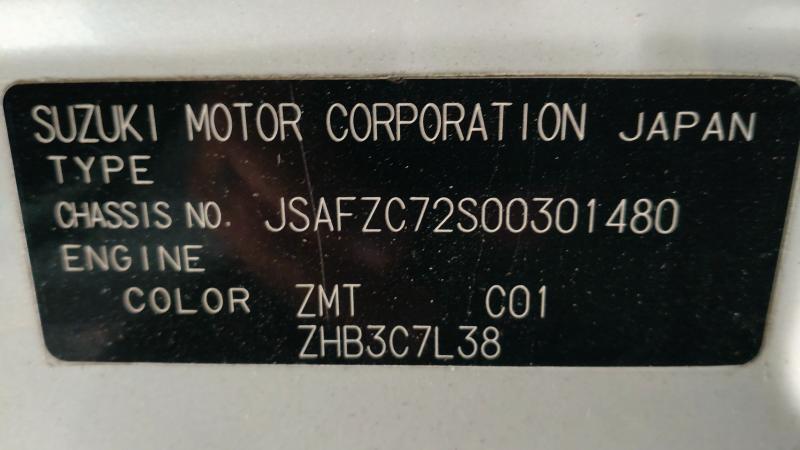 SUZUKI MOTOR CORPORATION JAPAN
TYPE
CHASSIS NO. JSAFZC72S00301480
ENGINE
COLOR ZMT C01
ZHB3C7L38